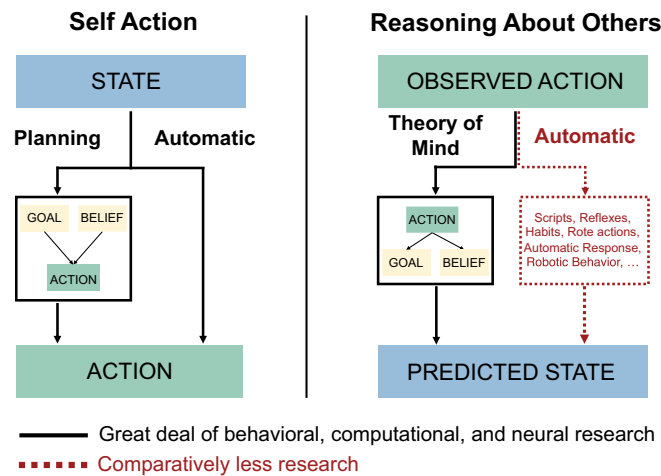 Self Action
STATE
Planning
Automatic
GOAL
BELIEF
ACTION
ACTION
Reasoning About Others
OBSERVED ACTION
Theory of
Mind
Automatic
ACTION
GOAL
BELIEF
Scripts, Reflexes,
Habits, Rote actions,
Automatic Response,
Robotic Behavior, ...
PREDICTED STATE
Great deal of behavioral, computational, and neural research
Comparatively less research